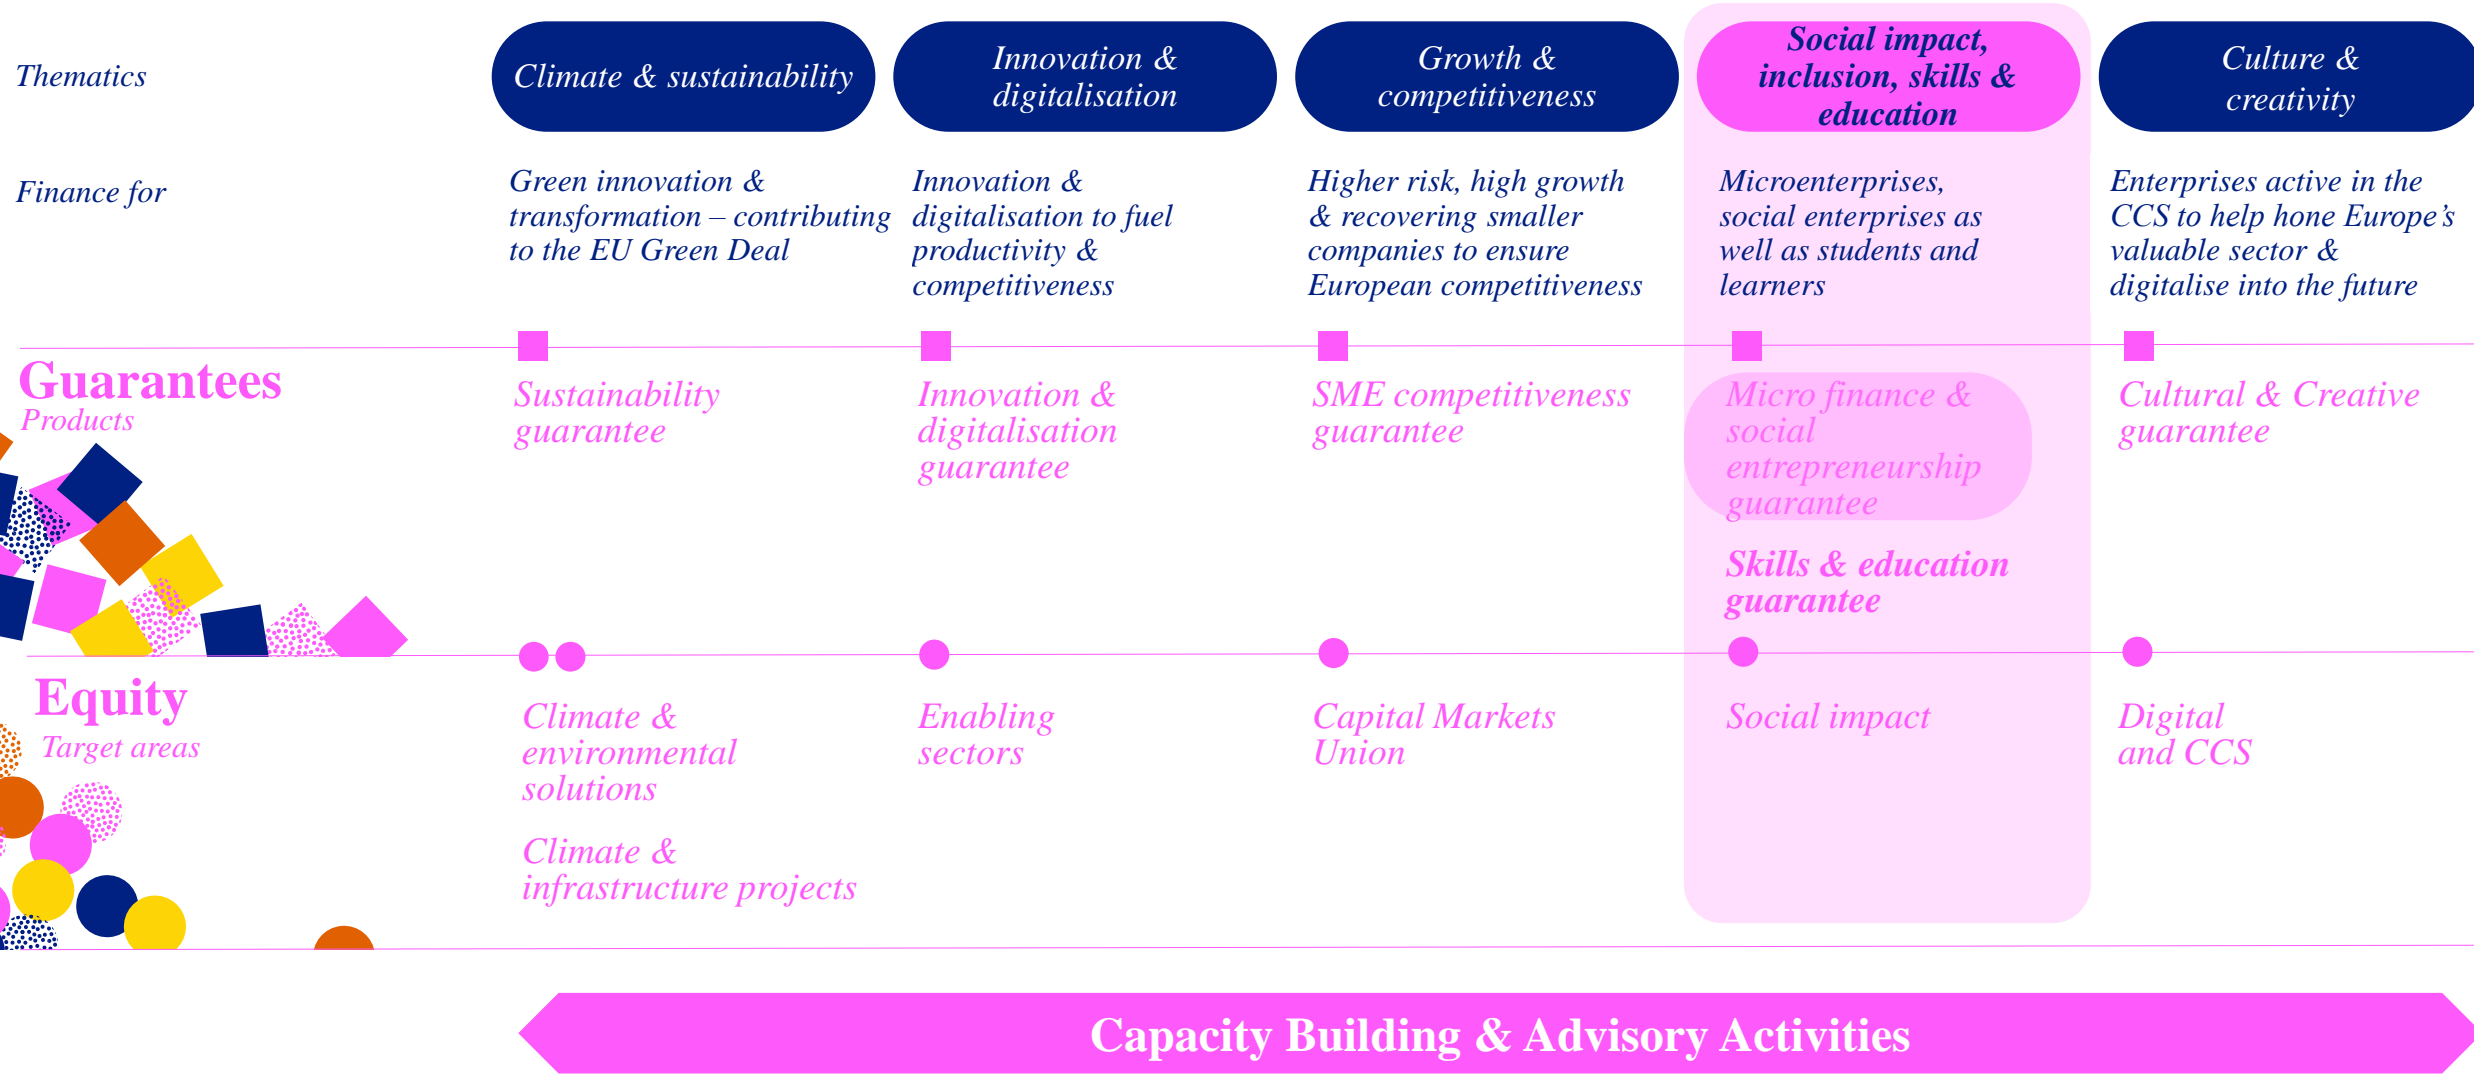 Thematics
Climate & sustainability
Innovation &
digitalisation
Growth &
competitiveness
Social impact,
inclusion, skills &
education
Culture &
creativity
Finance for
Green innovation &
transformation – contributing
to the EU Green Deal
Innovation &
digitalisation to fuel
productivity &
competitiveness
Higher risk, high growth
& recovering smaller
companies to ensure
European competitiveness
Microenterprises,
social enterprises as
well as students and
learners
Enterprises active in the
CCS to help hone Europe’s
valuable sector &
digitalise into the future
Guarantees
Products
Sustainability
guarantee
Innovation &
digitalisation
guarantee
SME competitiveness
guarantee
Micro finance &
social
entrepreneurship
guarantee
Skills & education
guarantee
Cultural & Creative
guarantee
Equity
Target areas
Climate &
environmental
solutions
Climate &
infrastructure projects
Enabling
sectors
Capital Markets
Union
Social impact
Digital
and CCS
Capacity Building & Advisory Activities